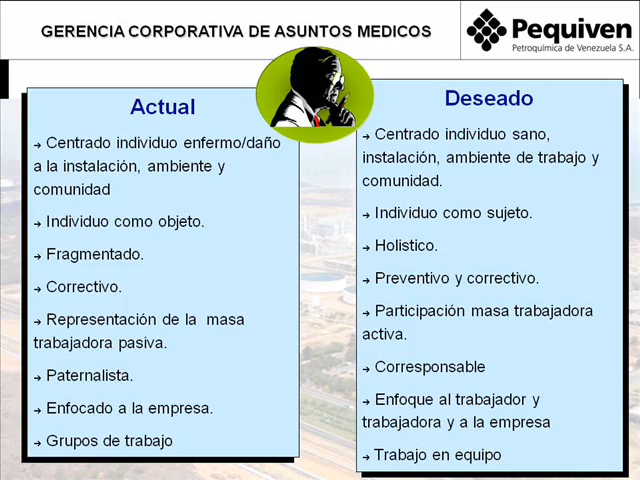 GERENCIA CORPORATIVA DE ASUNTOS MEDICOS
Pequiven
Petroquímica de Venezuela S.A.
Actual
→ Centrado individuo enfermo/daño
a la instalación, ambiente y
comunidad
→ Individuo como objeto.
→ Fragmentado.
→ Correctivo.
→ Representación de la masa
trabajadora pasiva.
→ Paternalista.
→ Enfocado a la empresa.
→ Grupos de trabajo
Deseado
→ Centrado individuo sano,
instalación, ambiente de trabajo y
comunidad.
→ Individuo como sujeto.
→ Holistico.
→ Preventivo y correctivo.
→ Participación masa trabajadora
activa.
→ Corresponsable
→ Enfoque al trabajador y
trabajadora y a la empresa
→ Trabajo en equipo